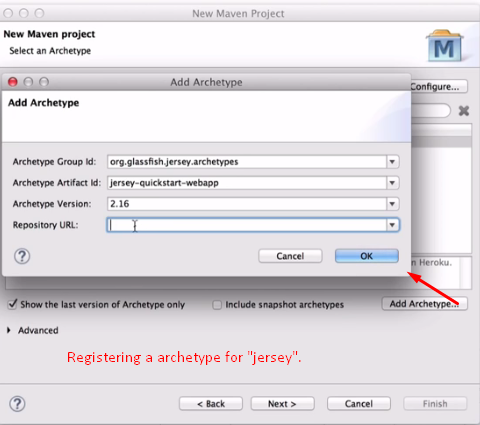 New Maven Project
New Maven project
Select an Archetype
M
Configure...
Add Archetype
Add Archetype
Archetype Group Id: org.glassfish.jersey.archetypes
Archetype Artifact Id: jersey-quickstart-webapp
Archetype Version: 2.16
Repository URL:
? Cancel OK
n Heroku.
Show the last version of Archetype only Include snapshot archetypes Add Archetype...
Advanced
Registering a archetype for "jersey".
? < Back Next > Cancel Finish